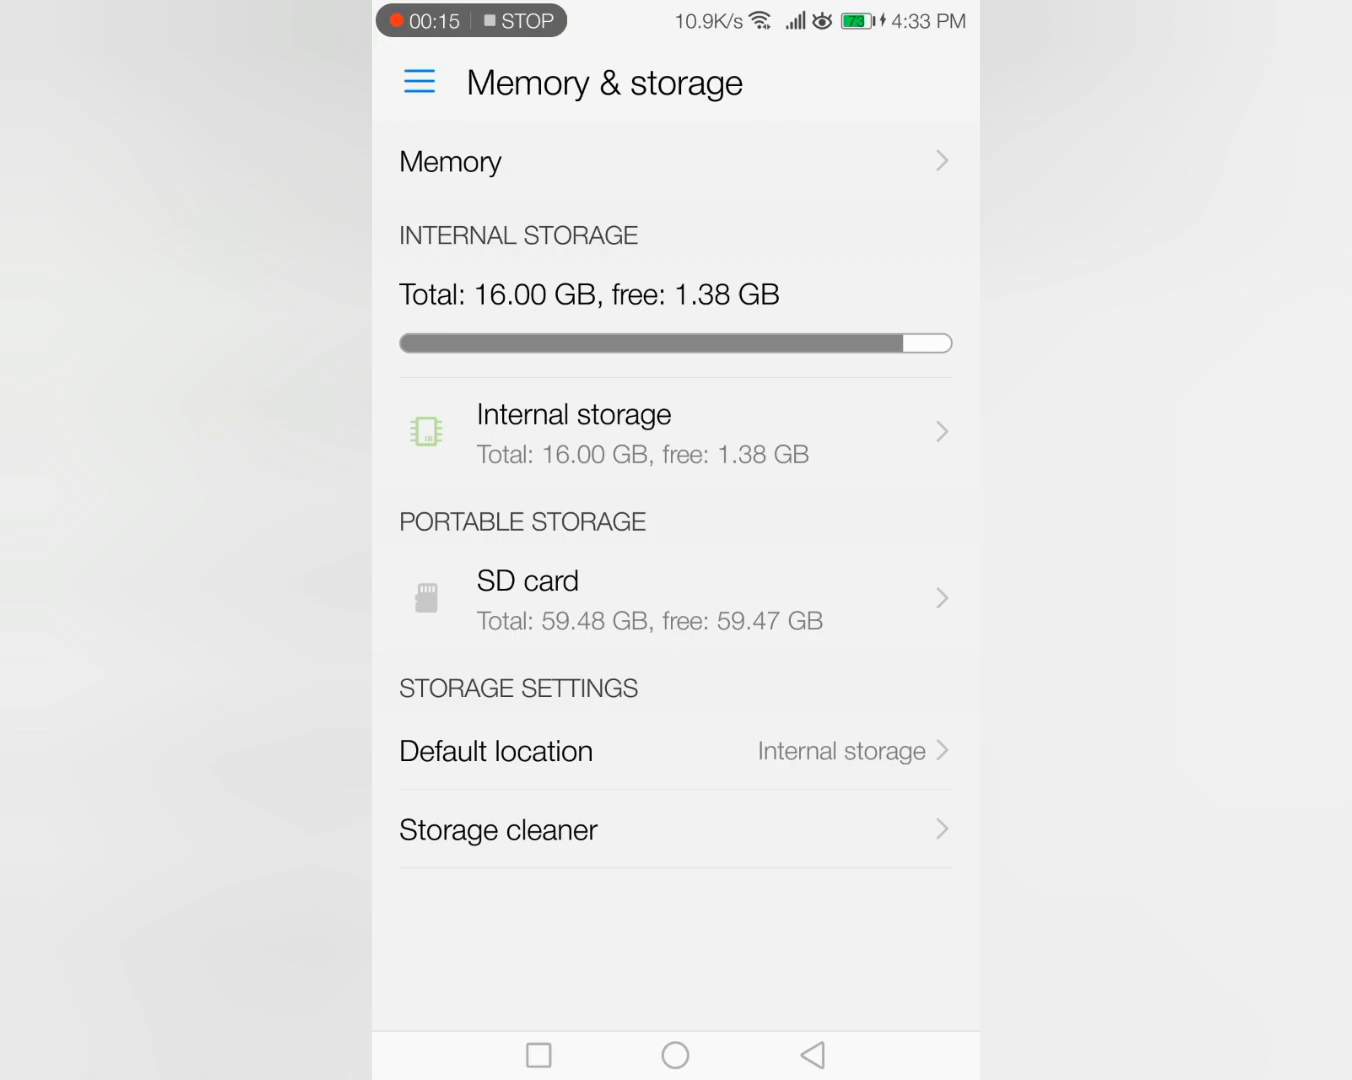 00:15 STOP 10.9K/s 73 4:33 PM
Memory & storage
Memory
INTERNAL STORAGE
Total: 16.00 GB, free: 1.38 GB
Internal storage
Total: 16.00 GB, free: 1.38 GB
PORTABLE STORAGE
SD card
Total: 59.48 GB, free: 59.47 GB
STORAGE SETTINGS
Default location Internal storage
Storage cleaner